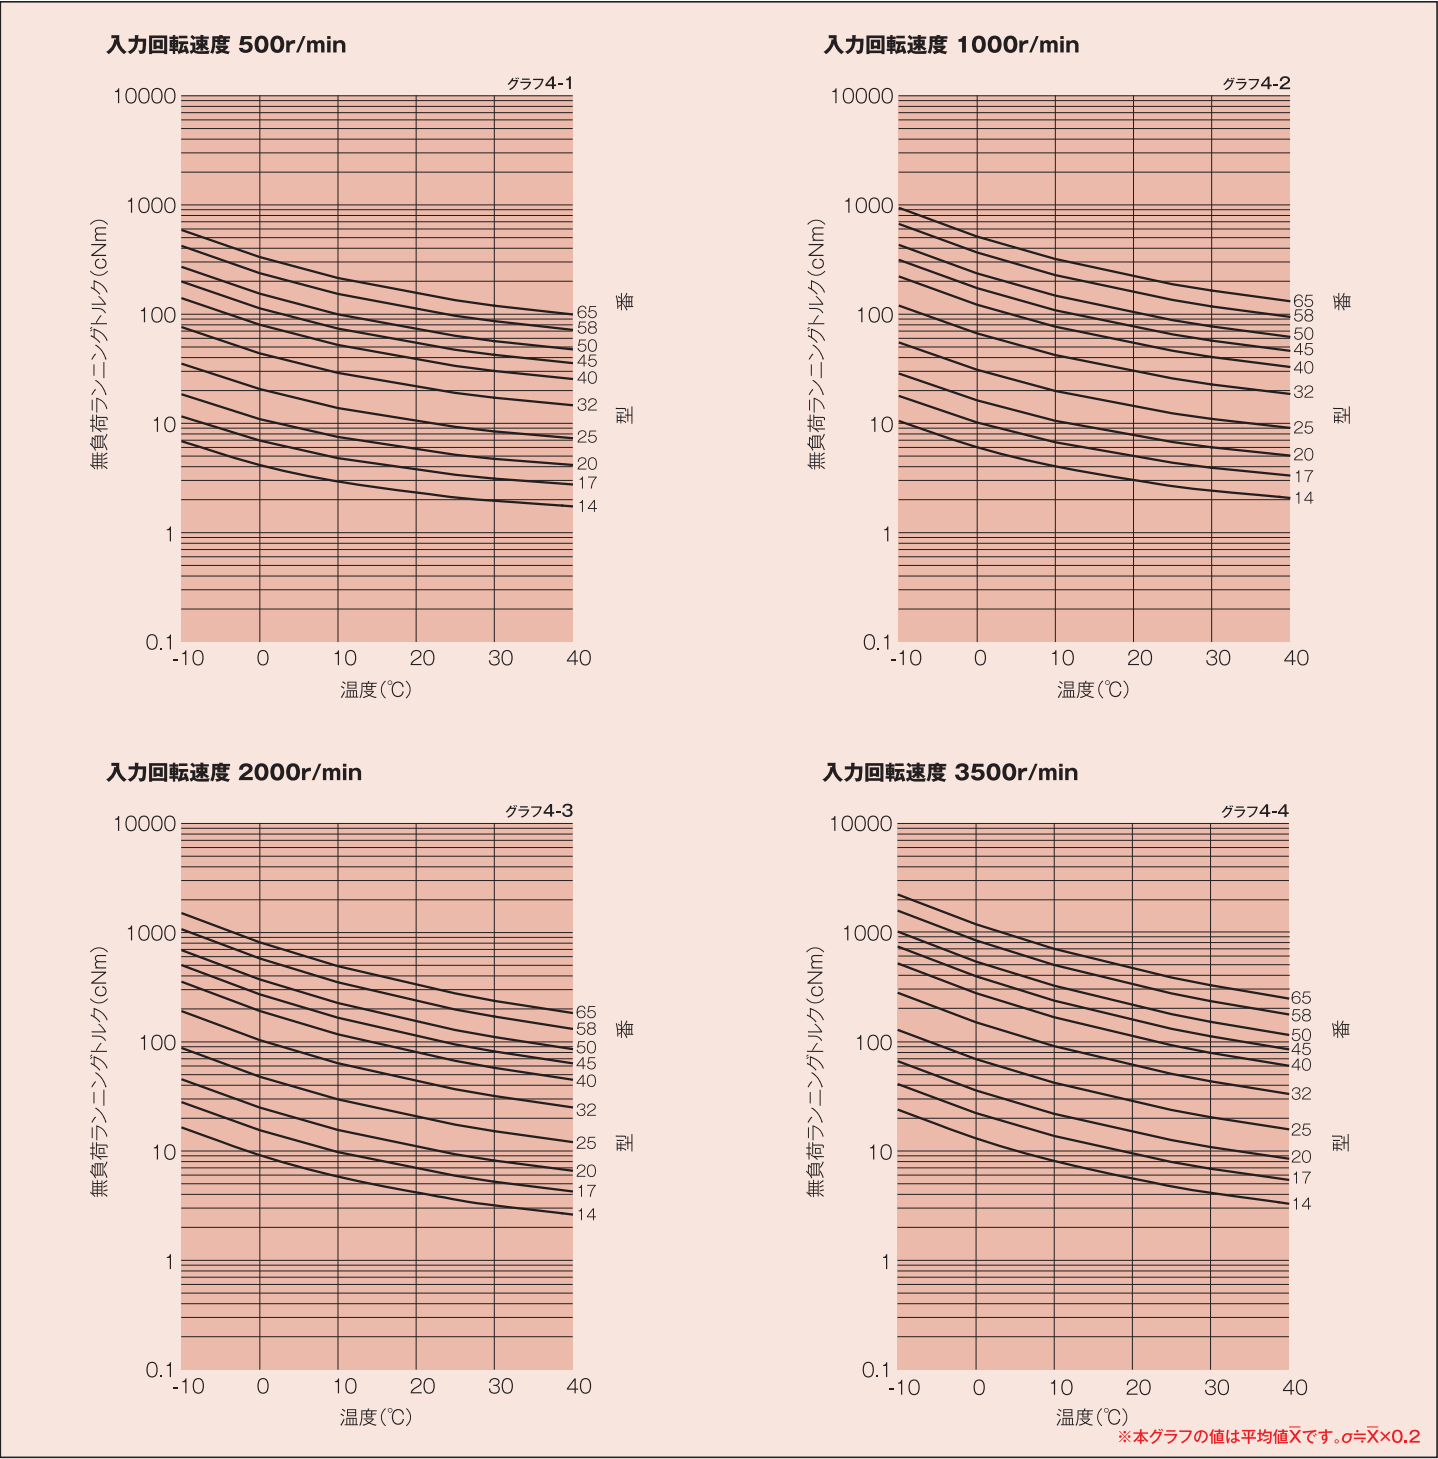 入力回転速度 500r/min
グラフ4-1
10000
1000
100
10
1
0.1
無負荷ランニングトルク(cNm)
-10 0 10 20 30 40
温度(℃)
65
58
50
45
40
32
25
20
17
14
型 番
入力回転速度 1000r/min
グラフ4-2
10000
1000
100
10
1
0.1
無負荷ランニングトルク(cNm)
-10 0 10 20 30 40
温度(℃)
65
58
50
45
40
32
25
20
17
14
型 番
入力回転速度 2000r/min
グラフ4-3
10000
1000
100
10
1
0.1
無負荷ランニングトルク(cNm)
-10 0 10 20 30 40
温度(℃)
65
58
50
45
40
32
25
20
17
14
型 番
入力回転速度 3500r/min
グラフ4-4
10000
1000
100
10
1
0.1
無負荷ランニングトルク(cNm)
-10 0 10 20 30 40
温度(℃)
65
58
50
45
40
32
25
20
17
14
型 番
※本グラフの値は平均値X̅です。σ≒X̅×0.2